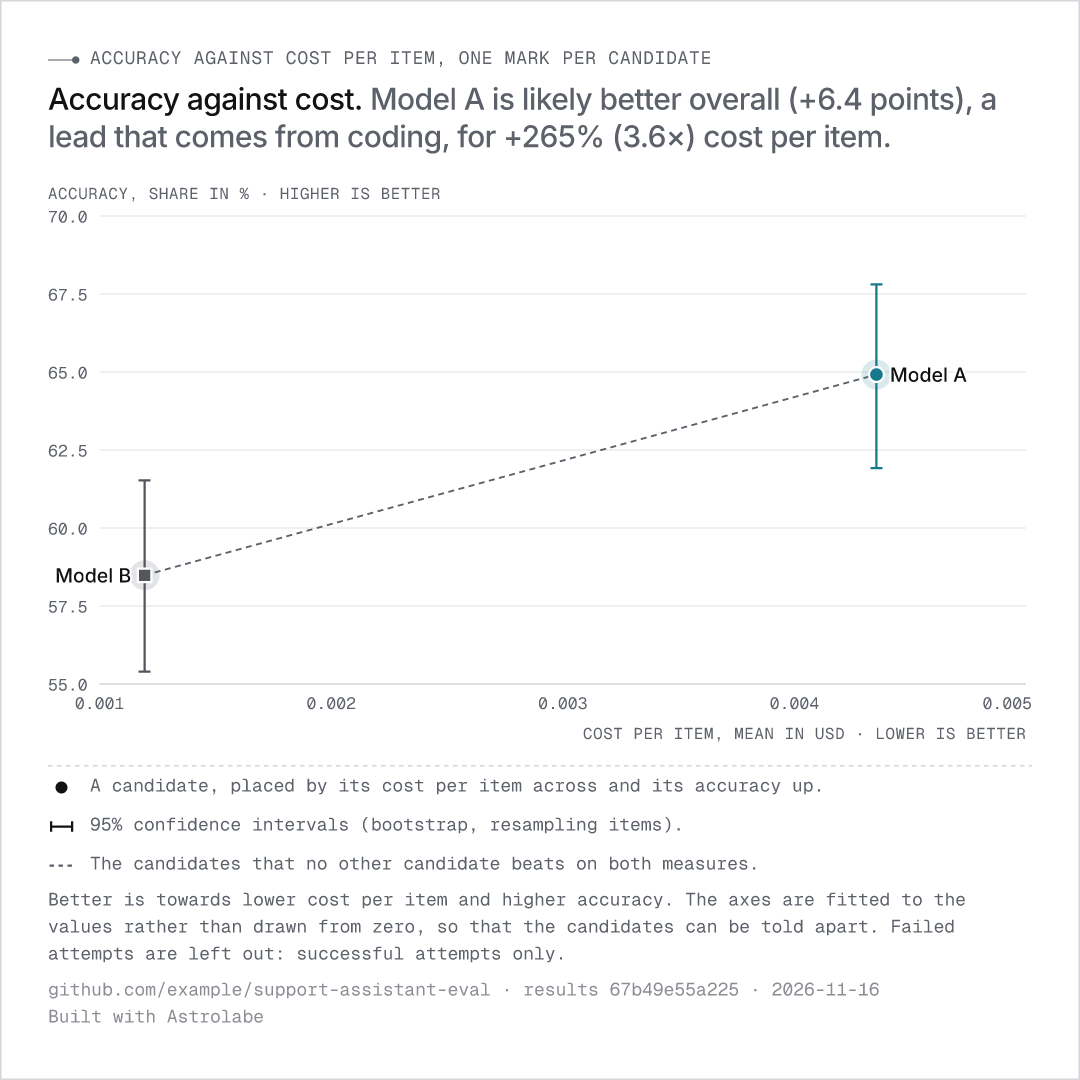 ACCURACY AGAINST COST PER ITEM, ONE MARK PER CANDIDATE
Accuracy against cost. Model A is likely better overall (+6.4 points), a
lead that comes from coding, for +265% (3.6×) cost per item.
ACCURACY, SHARE IN % · HIGHER IS BETTER
70.0
67.5
65.0
Model A
62.5
60.0
Model B
57.5
55.0
0.001 0.002 0.003 0.004 0.005
COST PER ITEM, MEAN IN USD · LOWER IS BETTER
A candidate, placed by its cost per item across and its accuracy up.
95% confidence intervals (bootstrap, resampling items).
The candidates that no other candidate beats on both measures.
Better is towards lower cost per item and higher accuracy. The axes are fitted to the
values rather than drawn from zero, so that the candidates can be told apart. Failed
attempts are left out: successful attempts only.
github.com/example/support-assistant-eval · results 67b49e55a225 · 2026-11-16
Built with Astrolabe